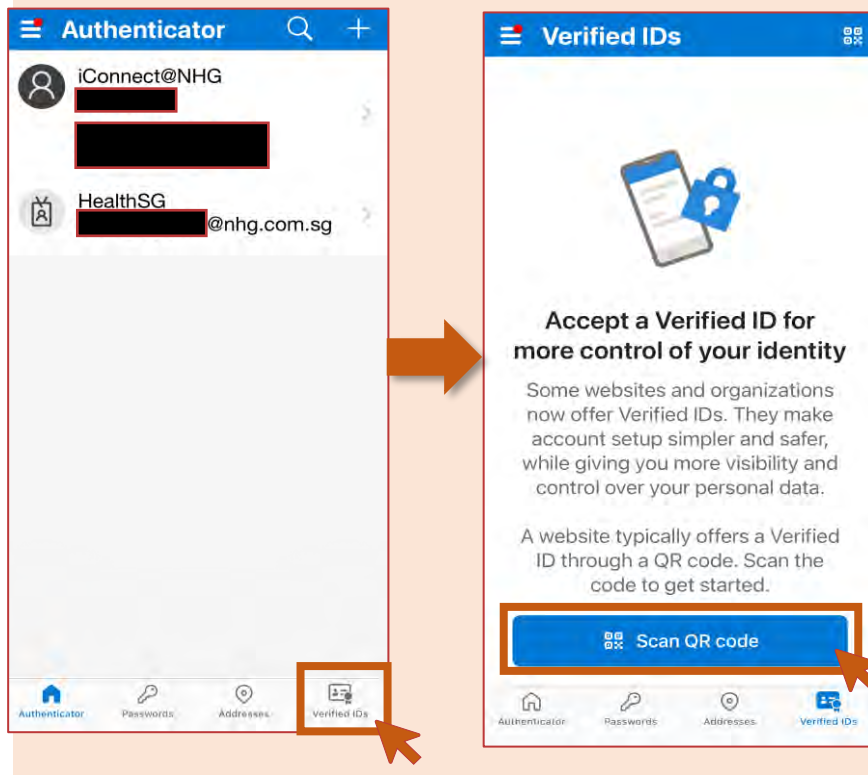 Authenticator
iConnect@NHG
HealthSG
@nhg.com.sg
Authenticator
Passwords
Addresses
Verified IDs
Verified IDs
Accept a Verified ID for
more control of your identity
Some websites and organizations
now offer Verified IDs. They make
account setup simpler and safer,
while giving you more visibility and
control over your personal data.
A website typically offers a Verified
ID through a QR code. Scan the
code to get started.
Scan QR code
Authenticator
Passwords
Addresses
Verified IDs